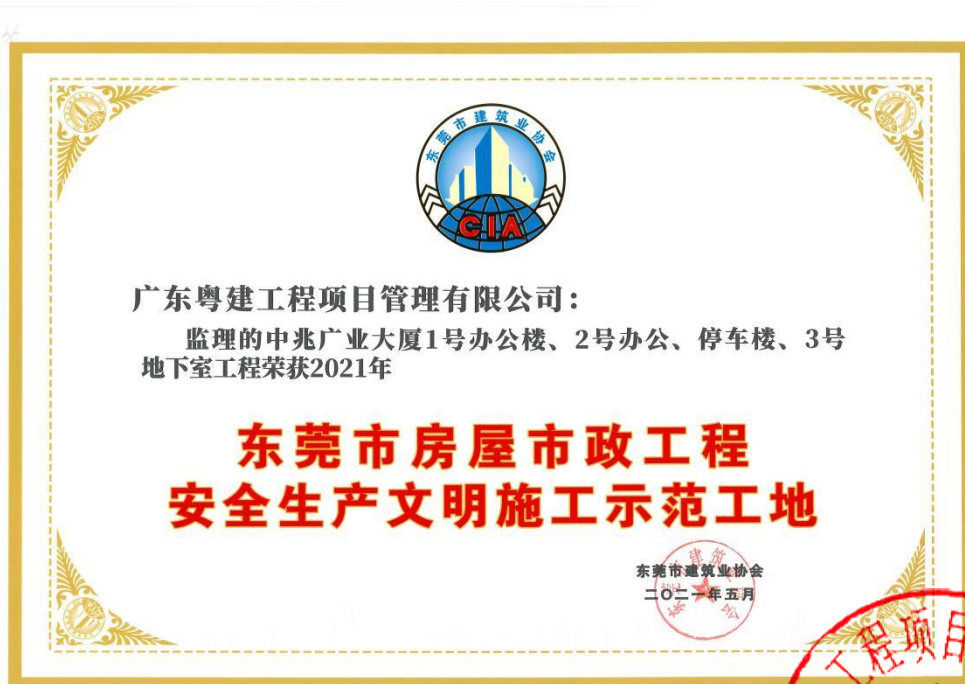 东莞市建筑业协会
CIA
广东粤建工程项目管理有限公司：
监理的中兆广业大厦1号办公楼、2号办公、停车楼、3号
地下室工程荣获2021年
东莞市房屋市政工程
安全生产文明施工示范工地
东莞市建筑业协会
二〇二一年五月
工程项目